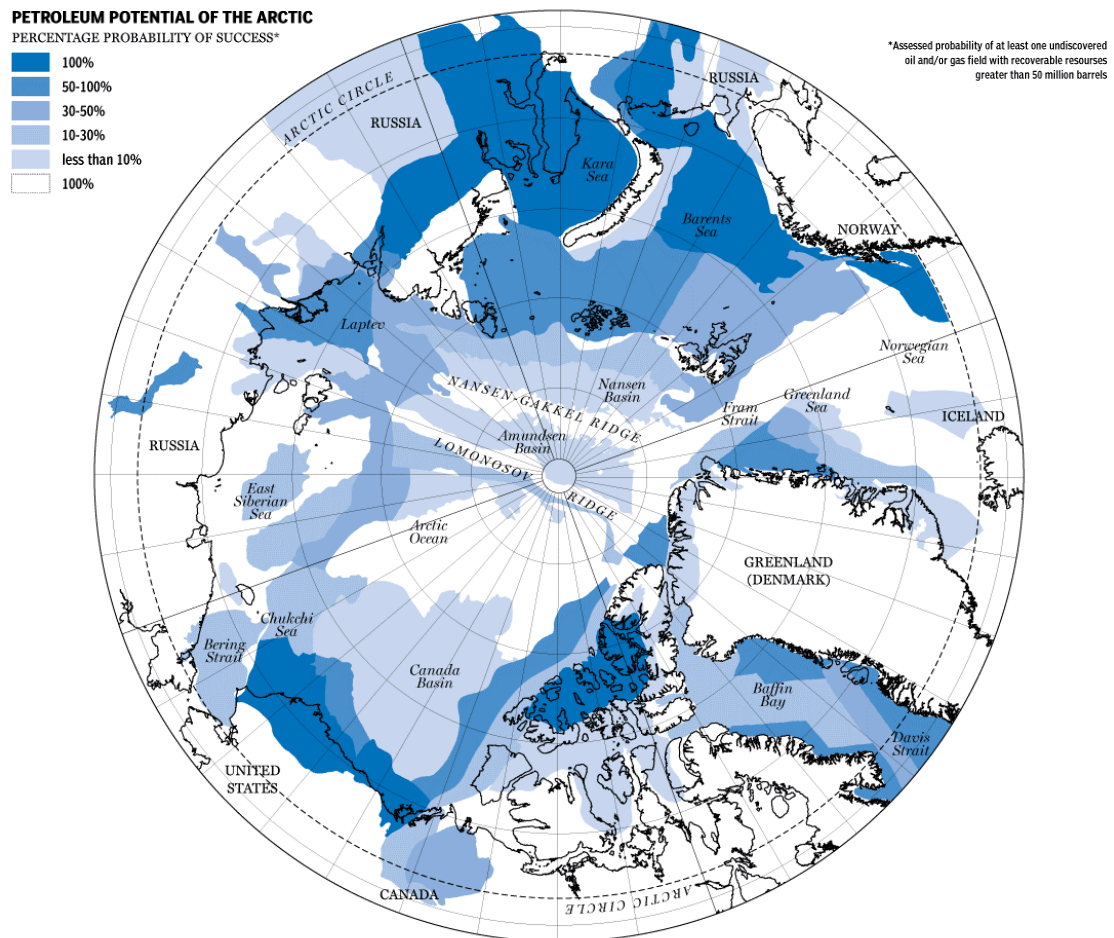 PETROLEUM POTENTIAL OF THE ARCTIC
PERCENTAGE PROBABILITY OF SUCCESS*
100%
50-100%
30-50%
10-30%
less than 10%
100%
*Assessed probability of at least one undiscovered
oil and/or gas field with recoverable resourses
greater than 50 million barrels
ARCTIC CIRCLE
RUSSIA
RUSSIA
Kara
Sea
Barents
Sea
NORWAY
Laptev
Norwegian
Sea
NANSEN-GAKKEL RIDGE
Nansen
Basin
Fram
Strait
Greenland
Sea
ICELAND
RUSSIA
Amundsen
Basin
LOMONOSOV
RIDGE
East
Siberian
Sea
Arctic
Ocean
GREENLAND
(DENMARK)
Chukchi
Sea
Bering
Strait
Canada
Basin
Baffin
Bay
Davis
Strait
UNITED
STATES
CANADA
ARCTIC CIRCLE